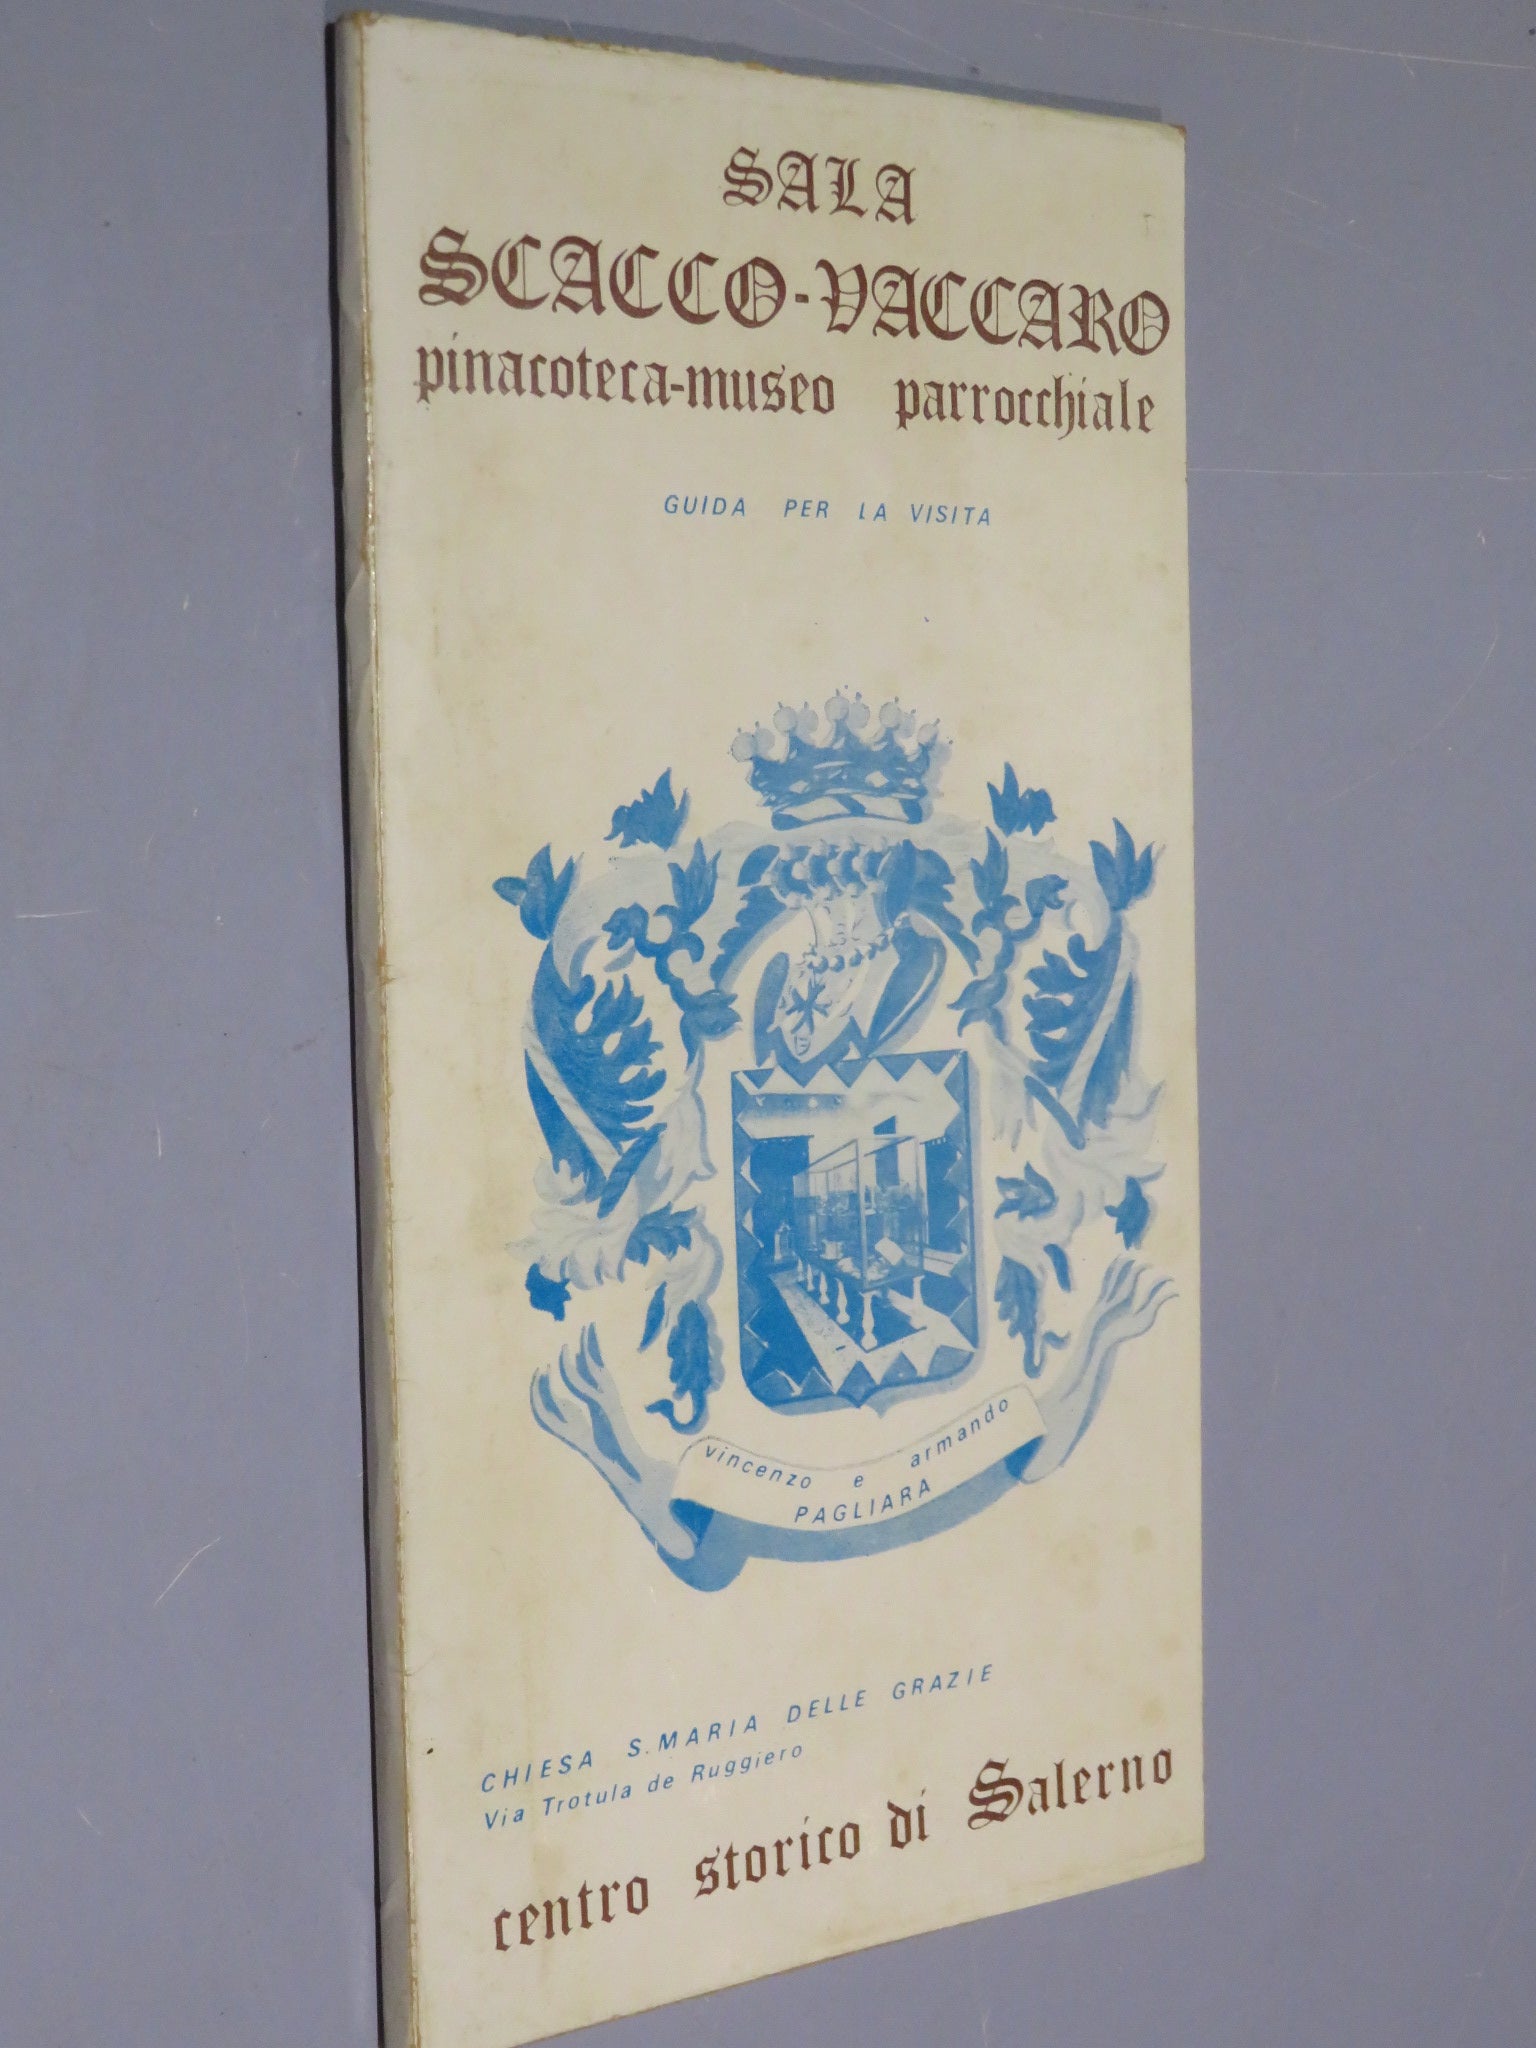 SALA
SCACCO-VACCARO
pinacoteca-museo parrocchiale
GUIDA PER LA VISITA
vincenzo e armando
PAGLIARA
CHIESA S. MARIA DELLE GRAZIE
Via Trotula de Ruggiero
centro storico di Salerno